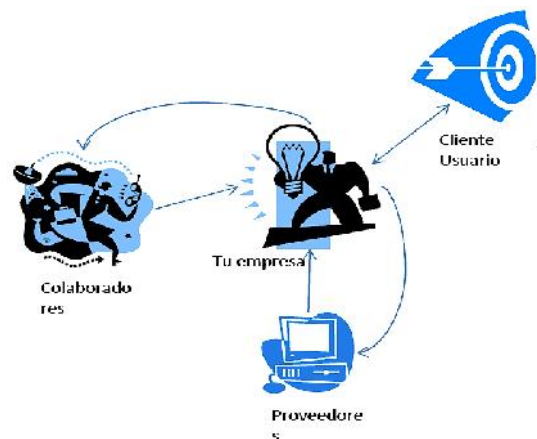 Cliente
Usuario
Tu empresa
Colaborado
res
Proveedore
s